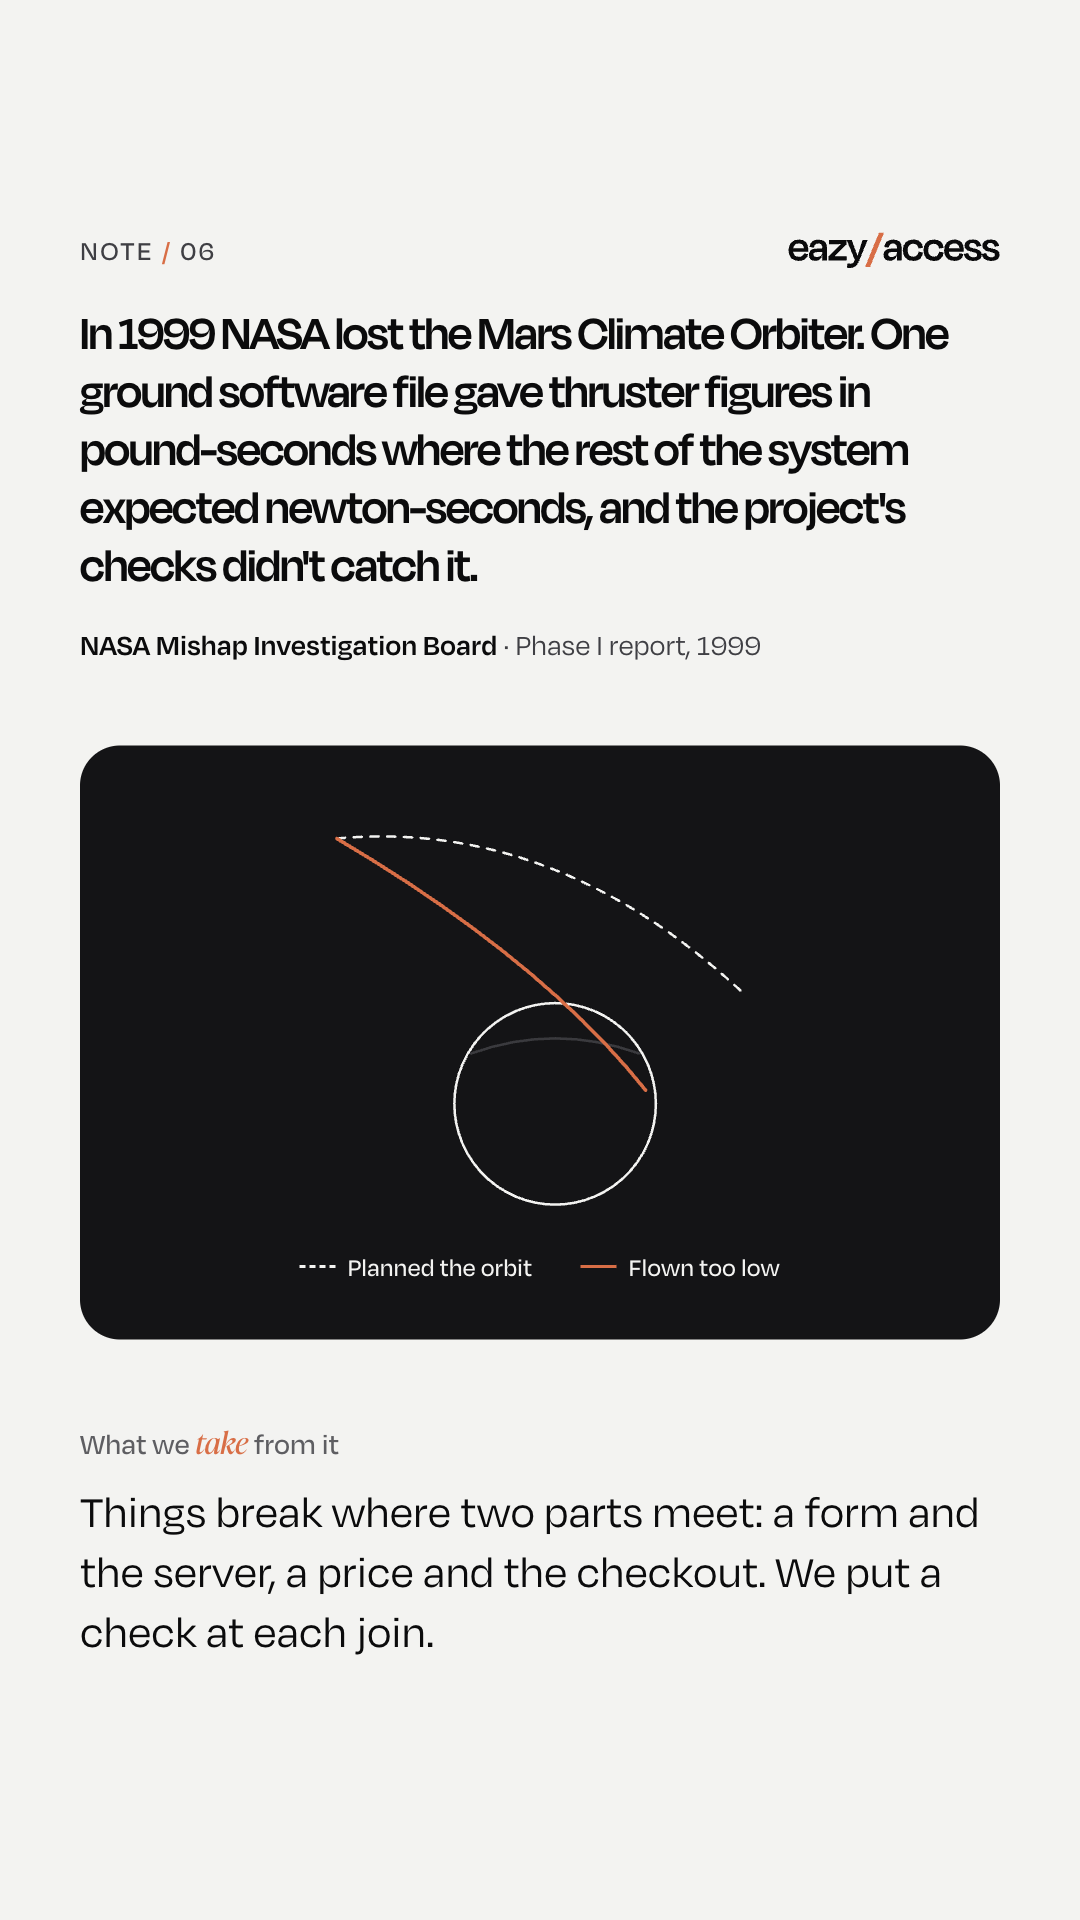 NOTE / 06
eazy/access
In 1999 NASA lost the Mars Climate Orbiter. One
ground software file gave thruster figures in
pound-seconds where the rest of the system
expected newton-seconds, and the project's
checks didn't catch it.
NASA Mishap Investigation Board · Phase I report, 1999
Planned the orbit
Flown too low
What we take from it
Things break where two parts meet: a form and
the server, a price and the checkout. We put a
check at each join.